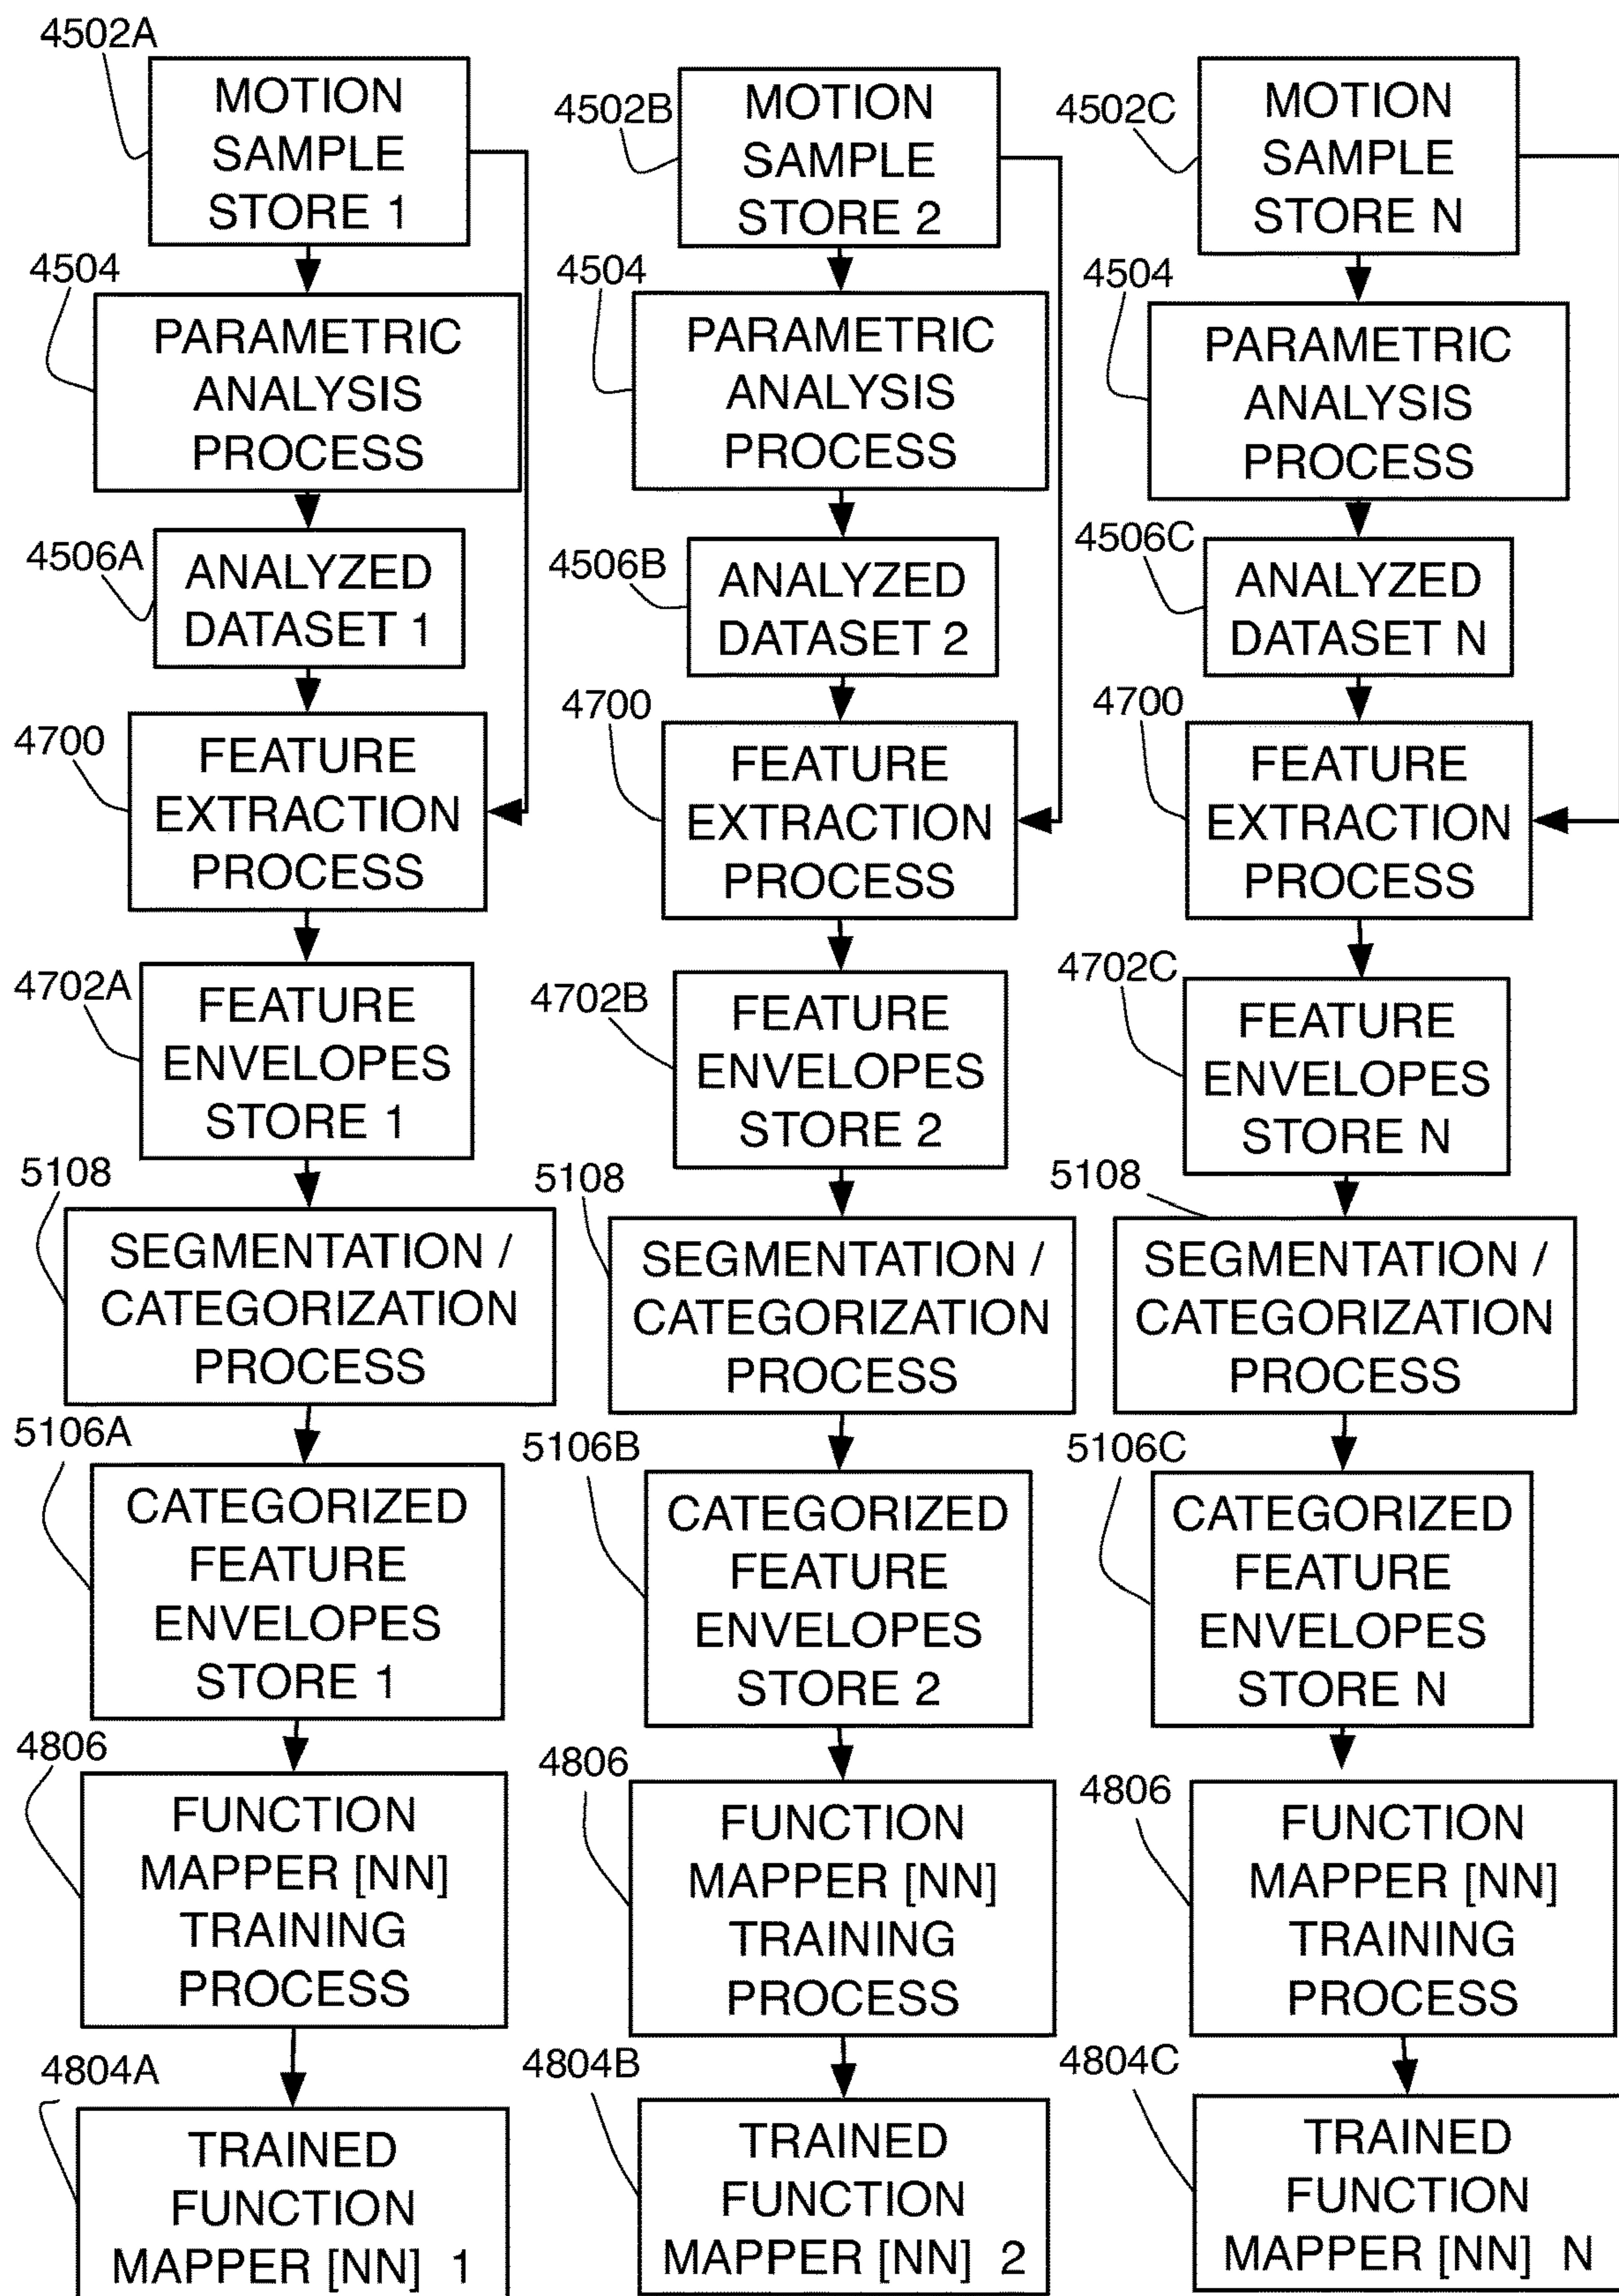 4502A
MOTION
SAMPLE
STORE 1
4504
PARAMETRIC
ANALYSIS
PROCESS
4506A
ANALYZED
DATASET 1
4700
FEATURE
EXTRACTION
PROCESS
4702A
FEATURE
ENVELOPES
STORE 1
5108
SEGMENTATION /
CATEGORIZATION
PROCESS
5106A
CATEGORIZED
FEATURE
ENVELOPES
STORE 1
4806
FUNCTION
MAPPER [NN]
TRAINING
PROCESS
4804A
TRAINED
FUNCTION
MAPPER [NN] 1
4502B
MOTION
SAMPLE
STORE 2
4504
PARAMETRIC
ANALYSIS
PROCESS
4506B
ANALYZED
DATASET 2
4700
FEATURE
EXTRACTION
PROCESS
4702B
FEATURE
ENVELOPES
STORE 2
5108
SEGMENTATION /
CATEGORIZATION
PROCESS
5106B
CATEGORIZED
FEATURE
ENVELOPES
STORE 2
4806
FUNCTION
MAPPER [NN]
TRAINING
PROCESS
4804B
TRAINED
FUNCTION
MAPPER [NN] 2
4502C
MOTION
SAMPLE
STORE N
4504
PARAMETRIC
ANALYSIS
PROCESS
4506C
ANALYZED
DATASET N
4700
FEATURE
EXTRACTION
PROCESS
4702C
FEATURE
ENVELOPES
STORE N
5108
SEGMENTATION /
CATEGORIZATION
PROCESS
5106C
CATEGORIZED
FEATURE
ENVELOPES
STORE N
4806
FUNCTION
MAPPER [NN]
TRAINING
PROCESS
4804C
TRAINED
FUNCTION
MAPPER [NN] N